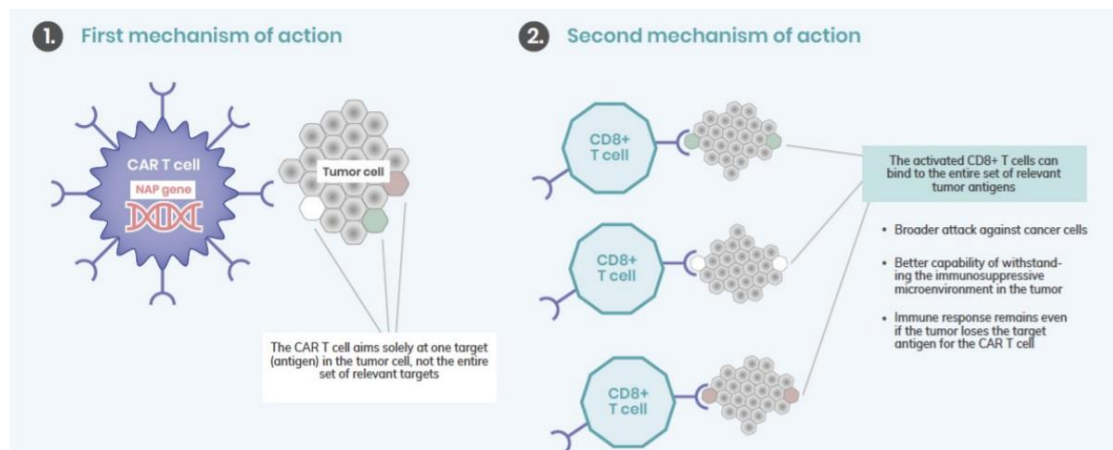 1. First mechanism of action
CAR T cell
NAP gene
Tumor cell
The CAR T cell aims solely at one target
(antigen) in the tumor cell, not the entire
set of relevant targets
2. Second mechanism of action
CD8+
T cell
CD8+
T cell
CD8+
T cell
The activated CD8+ T cells can
bind to the entire set of relevant
tumor antigens
• Broader attack against cancer cells
• Better capability of withstand-
ing the immunosuppressive
microenvironment in the tumor
• Immune response remains even
if the tumor loses the target
antigen for the CAR T cell